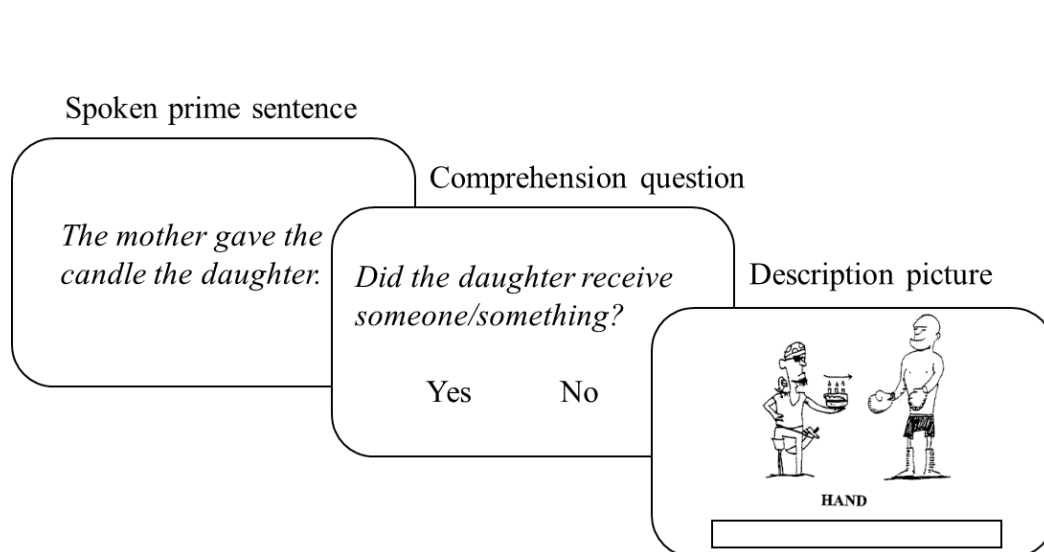 Spoken prime sentence
The mother gave the
candle the daughter.
Comprehension question
Did the daughter receive
someone/something?
Yes No
Description picture
HAND